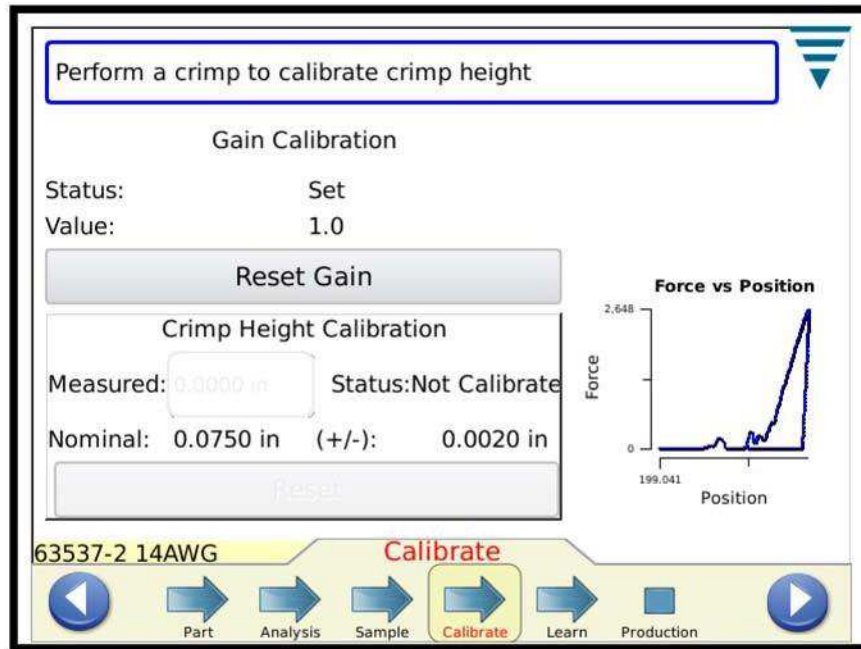 Perform a crimp to calibrate crimp height
Gain Calibration
Status: Set
Value: 1.0
Reset Gain
Crimp Height Calibration
Measured: 0.0000 in Status:Not Calibrate
Nominal: 0.0750 in (+/-): 0.0020 in
Reset
Force vs Position
2.648
Force
0
199.041
Position
63537-2 14AWG
Calibrate
Part Analysis Sample Calibrate Learn Production